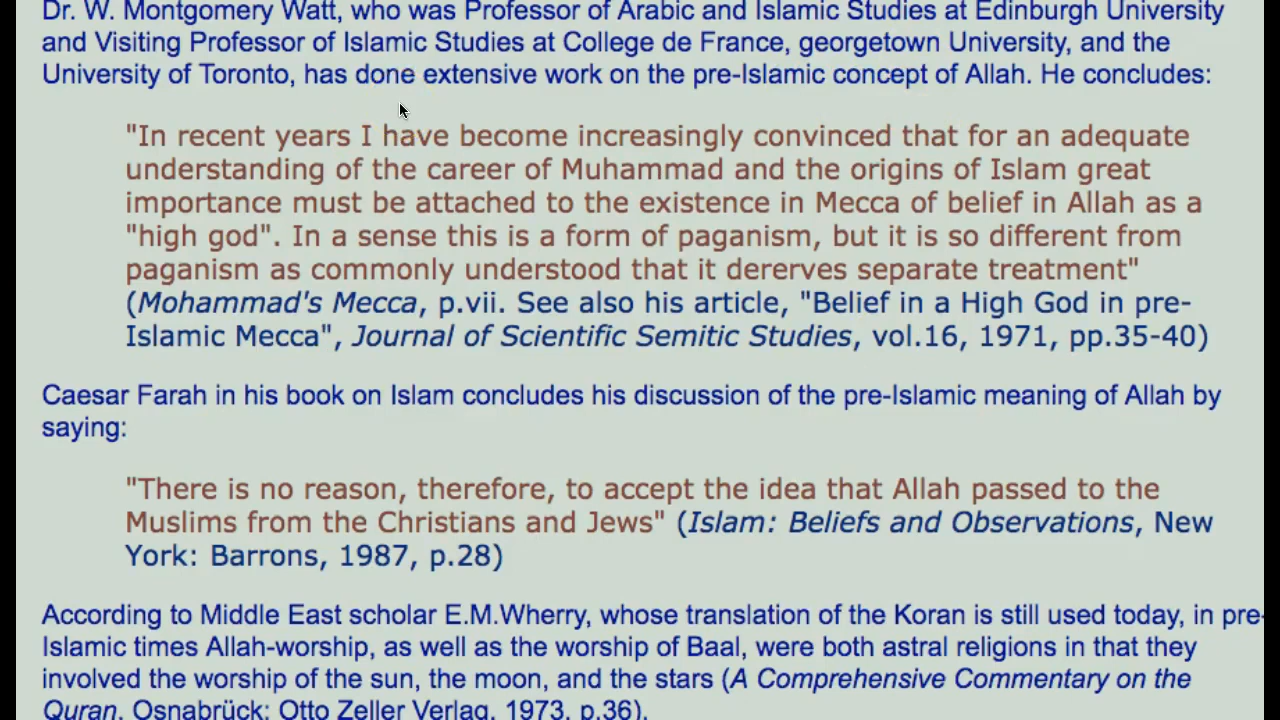 Dr. W. Montgomery Watt, who was Professor of Arabic and Islamic Studies at Edinburgh University
and Visiting Professor of Islamic Studies at College de France, georgetown University, and the
University of Toronto, has done extensive work on the pre-Islamic concept of Allah. He concludes:
"In recent years I have become increasingly convinced that for an adequate
understanding of the career of Muhammad and the origins of Islam great
importance must be attached to the existence in Mecca of belief in Allah as a
"high god". In a sense this is a form of paganism, but it is so different from
paganism as commonly understood that it dererves separate treatment"
(Mohammad's Mecca, p.vii. See also his article, "Belief in a High God in pre-
Islamic Mecca", Journal of Scientific Semitic Studies, vol.16, 1971, pp.35-40)
Caesar Farah in his book on Islam concludes his discussion of the pre-Islamic meaning of Allah by
saying:
"There is no reason, therefore, to accept the idea that Allah passed to the
Muslims from the Christians and Jews" (Islam: Beliefs and Observations, New
York: Barrons, 1987, p.28)
According to Middle East scholar E.M.Wherry, whose translation of the Koran is still used today, in pre-
Islamic times Allah-worship, as well as the worship of Baal, were both astral religions in that they
involved the worship of the sun, the moon, and the stars (A Comprehensive Commentary on the
Quran, Osnabrück: Otto Zeller Verlag, 1973, p.36).